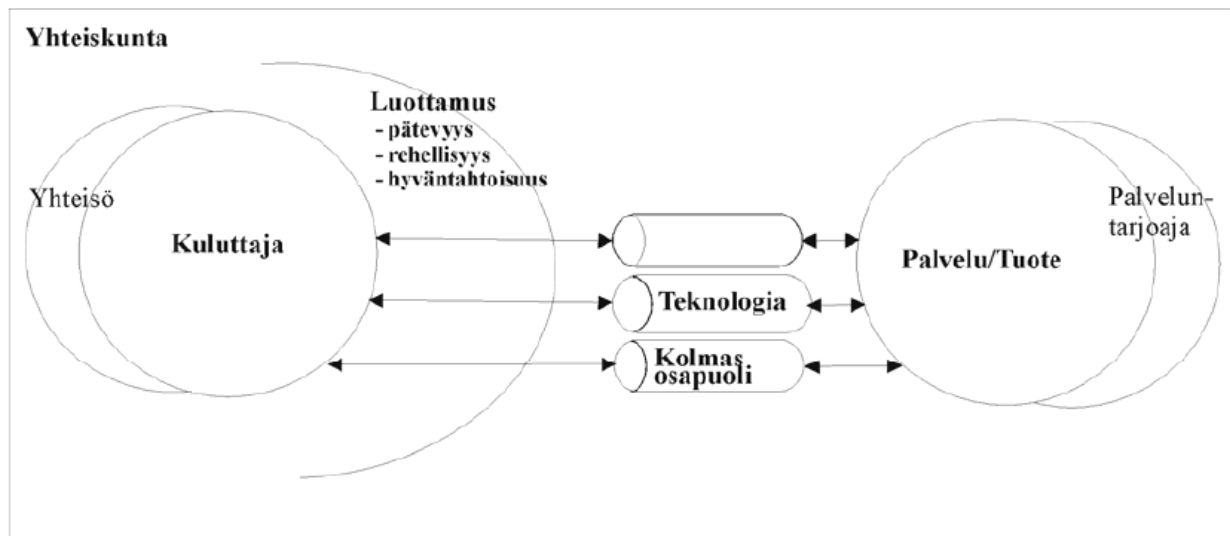 Yhteiskunta
Luottamus
- pätevyys
- rehellisyys
- hyväntahtoisuus
Yhteisö
Kuluttaja
Teknologia
Kolmas
osapuoli
Palvelu/Tuote
Palvelun-
tarjoaja